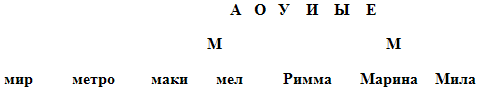 А О У И Ы Е
М М
мир метро маки мел Римма Марина Мила